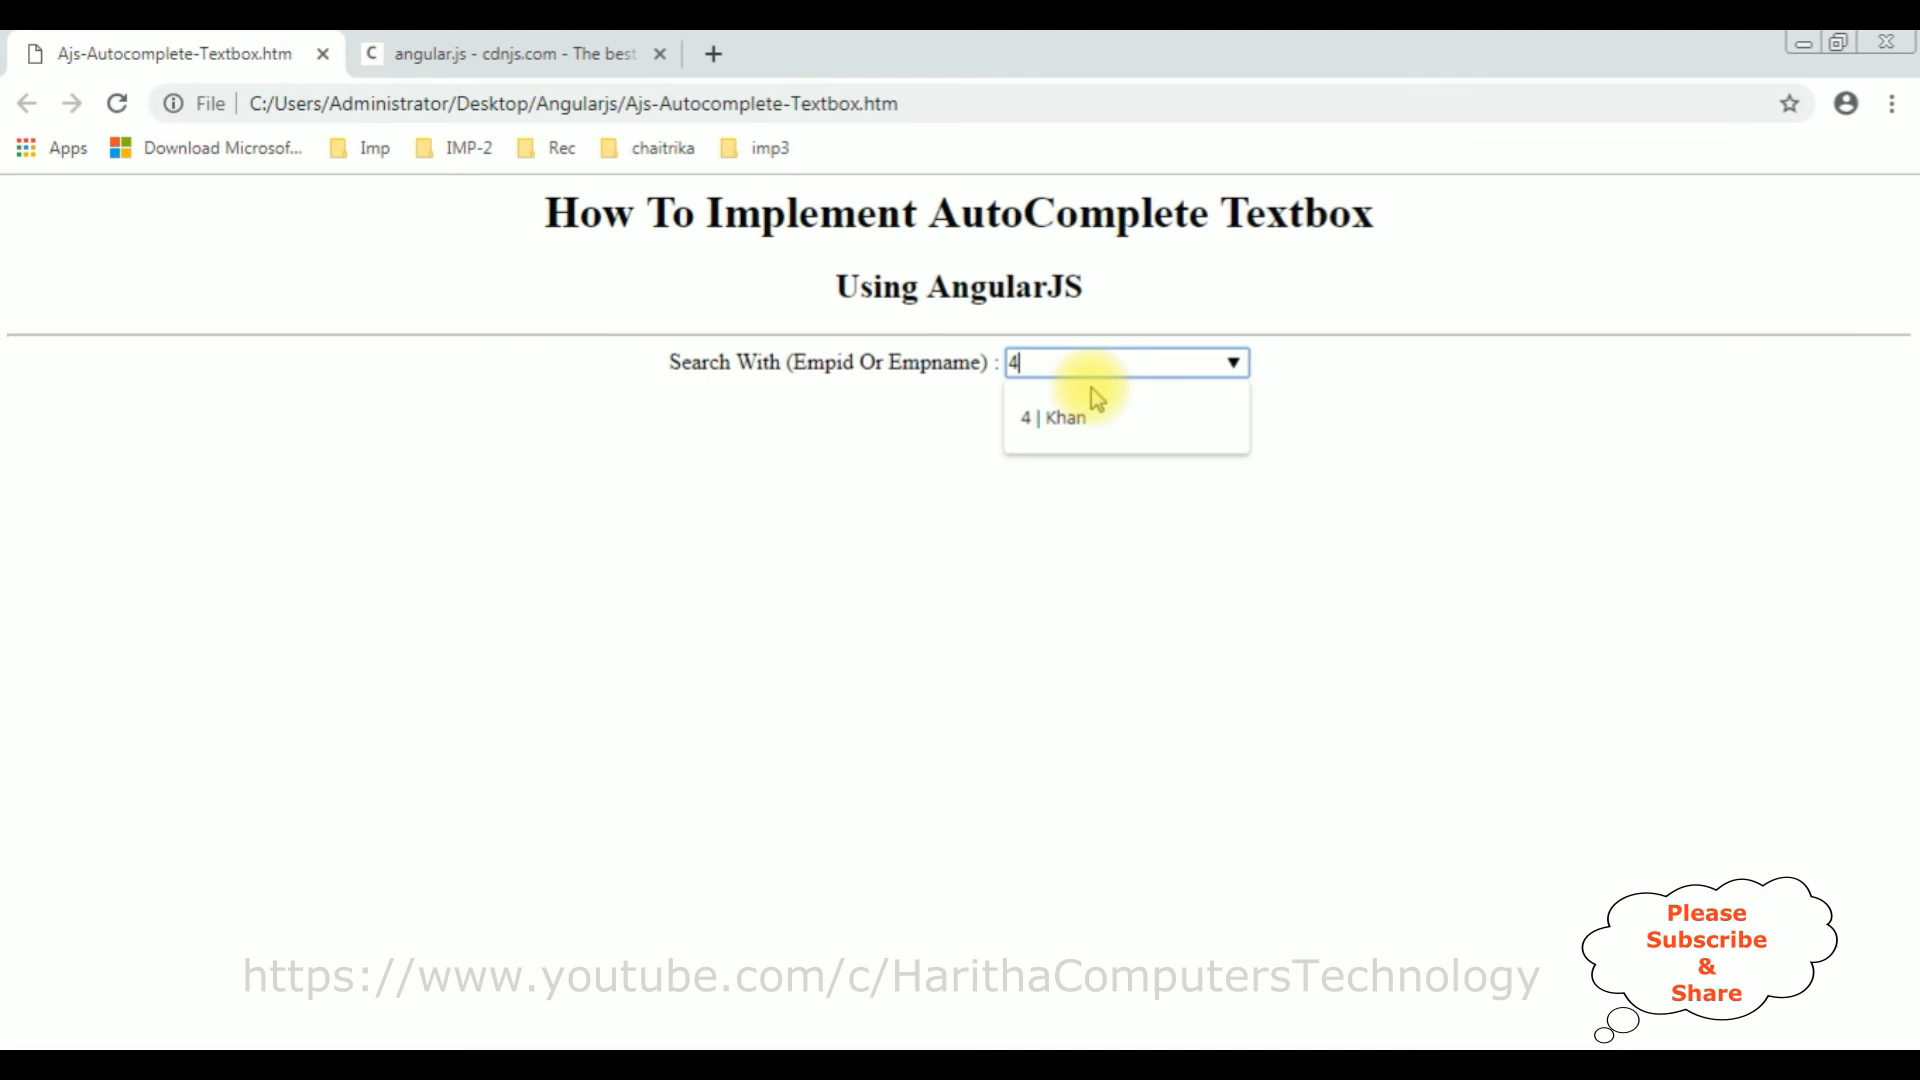 Ajs-Autocomplete-Textbox.htm
C angular.js - cdnjs.com - The best
File | C:/Users/Administrator/Desktop/Angularjs/Ajs-Autocomplete-Textbox.htm
Apps Download Microsof... Imp IMP-2 Rec chaitrika imp3
How To Implement AutoComplete Textbox
Using AngularJS
Search With (Empid Or Empname) : 4
4 | Khan
Please
Subscribe
&
Share
https://www.youtube.com/c/HarithaComputersTechnology